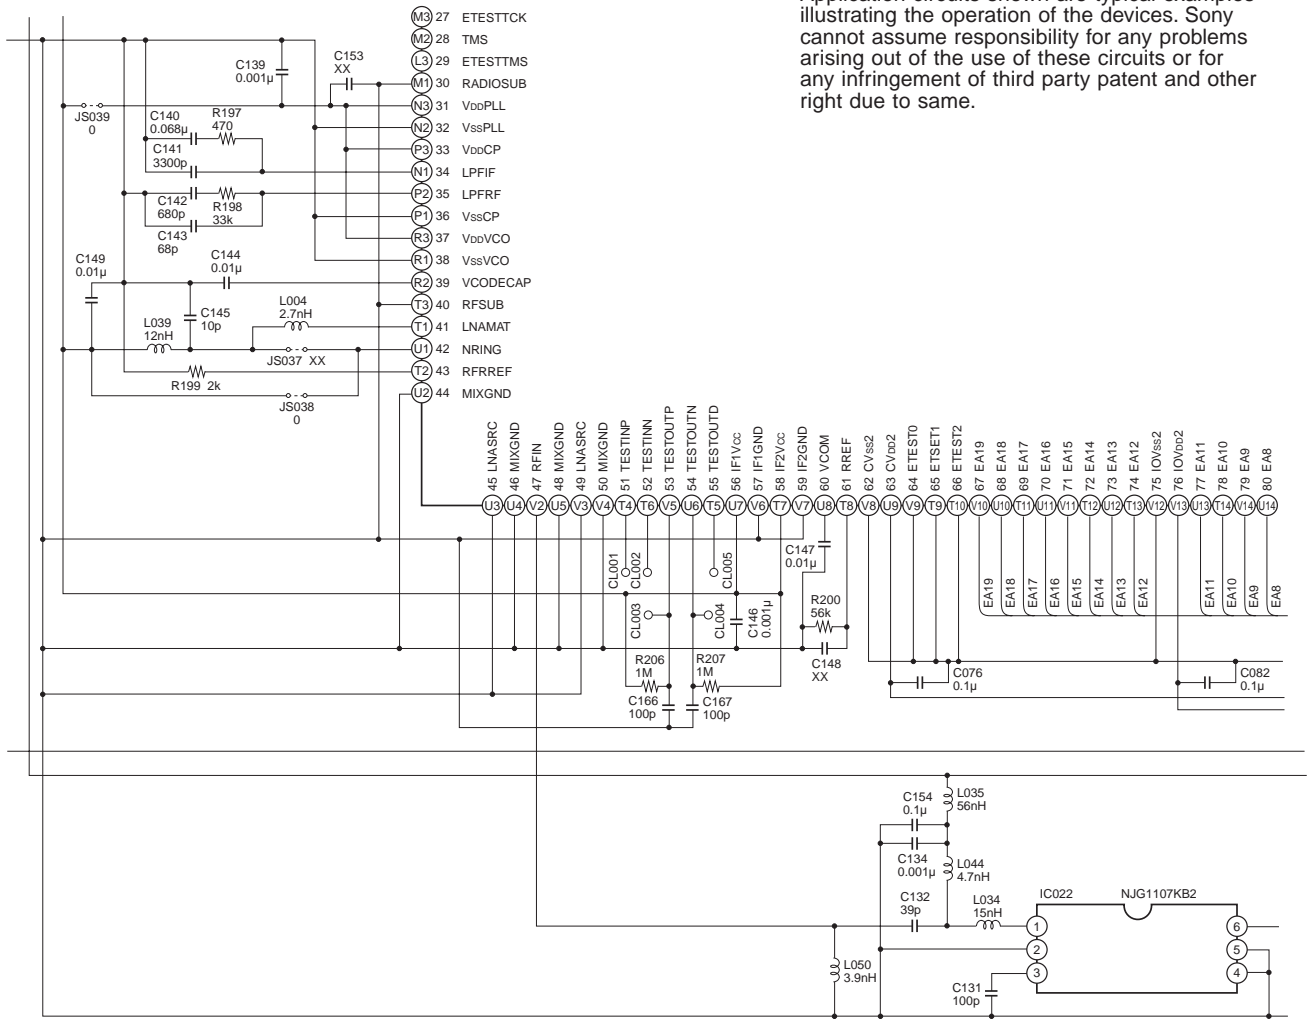 Application circuits shown are typical examples
illustrating the operation of the devices. Sony
cannot assume responsibility for any problems
arising out of the use of these circuits or for
any infringement of third party patent and other
right due to same.
M3 27 ETESTTCK
M2 28 TMS
L3 29 ETESTTMS
M1 30 RADIOSUB
N3 31 VDDPLL
N2 32 VssPLL
P3 33 VDDCP
N1 34 LPFIF
P2 35 LPFRF
P1 36 VssCP
R3 37 VDDVCO
R1 38 VssVCO
R2 39 VCODECAP
T3 40 RFSUB
T1 41 LNAMAT
U1 42 NRING
T2 43 RFRREF
U2 44 MIXGND
C139
0.001µ
C153
XX
JS039
0
C140
0.068µ
R197
470
C141
3300p
C142
680p
R198
33k
C143
68p
C149
0.01µ
C144
0.01µ
C145
10p
L004
2.7nH
L039
12nH
JS037 XX
R199 2k
JS038
0
45 LNASRC
46 MIXGND
47 RFIN
48 MIXGND
49 LNASRC
50 MIXGND
51 TESTINP
52 TESTINN
53 TESTOUTP
54 TESTOUTN
55 TESTOUTD
56 IF1Vcc
57 IF1GND
58 IF2Vcc
59 IF2GND
60 VCOM
61 RREF
62 CVss2
63 CVDD2
64 ETEST0
65 ETSET1
66 ETEST2
67 EA19
68 EA18
69 EA17
70 EA16
71 EA15
72 EA14
73 EA13
74 EA12
75 IOVss2
76 IOVDD2
77 EA11
78 EA10
79 EA9
80 EA8
U3 U4 V2 U5 V3 V4 T4 T6 V5 U6 T5 U7 V6 T7 V7 U8 T8 V8 U9 V9 T9 T10 V10 U10 T11 U11 V11 T12 U12 T13 V12 V13 U13 T14 V14 U14
CL001
CL002
CL005
CL003
CL004
C146
0.001µ
C147
0.01µ
R200
56k
C148
XX
R206
1M
R207
1M
C166
100p
C167
100p
EA19
EA18
EA17
EA16
EA15
EA14
EA13
EA12
EA11
EA10
EA9
EA8
C076
0.1µ
C082
0.1µ
C154
0.1µ
L035
56nH
C134
0.001µ
L044
4.7nH
C132
39p
L034
15nH
L050
3.9nH
C131
100p
IC022 NJG1107KB2
1 6
2 5
3 4